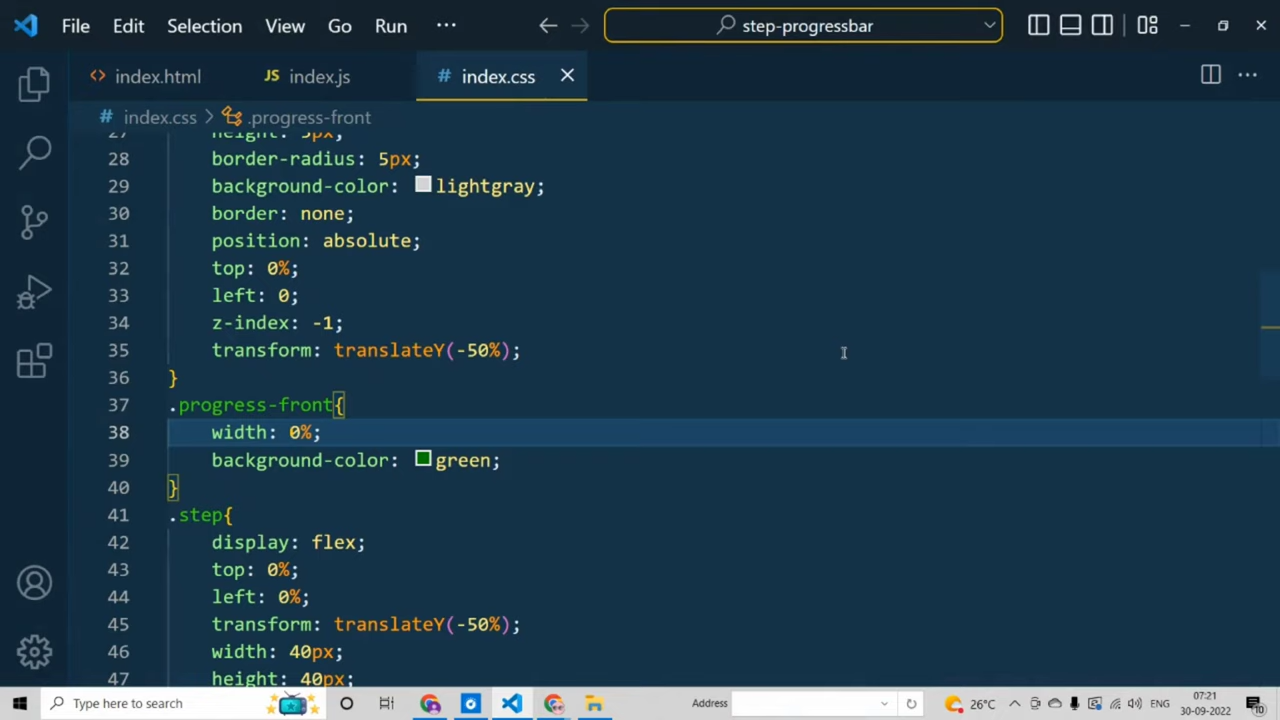 File Edit Selection View Go Run ··· step-progressbar
index.html JS index.js # index.css
# index.css > .progress-front
27 height: 5px;
28 border-radius: 5px;
29 background-color: lightgray;
30 border: none;
31 position: absolute;
32 top: 0%;
33 left: 0;
34 z-index: -1;
35 transform: translateY(-50%);
36 }
37 .progress-front{
38 width: 0%;
39 background-color: green;
40 }
41 .step{
42 display: flex;
43 top: 0%;
44 left: 0%;
45 transform: translateY(-50%);
46 width: 40px;
47 height: 40px;
Type here to search Address 26°C ENG 07:21
30-09-2022 10